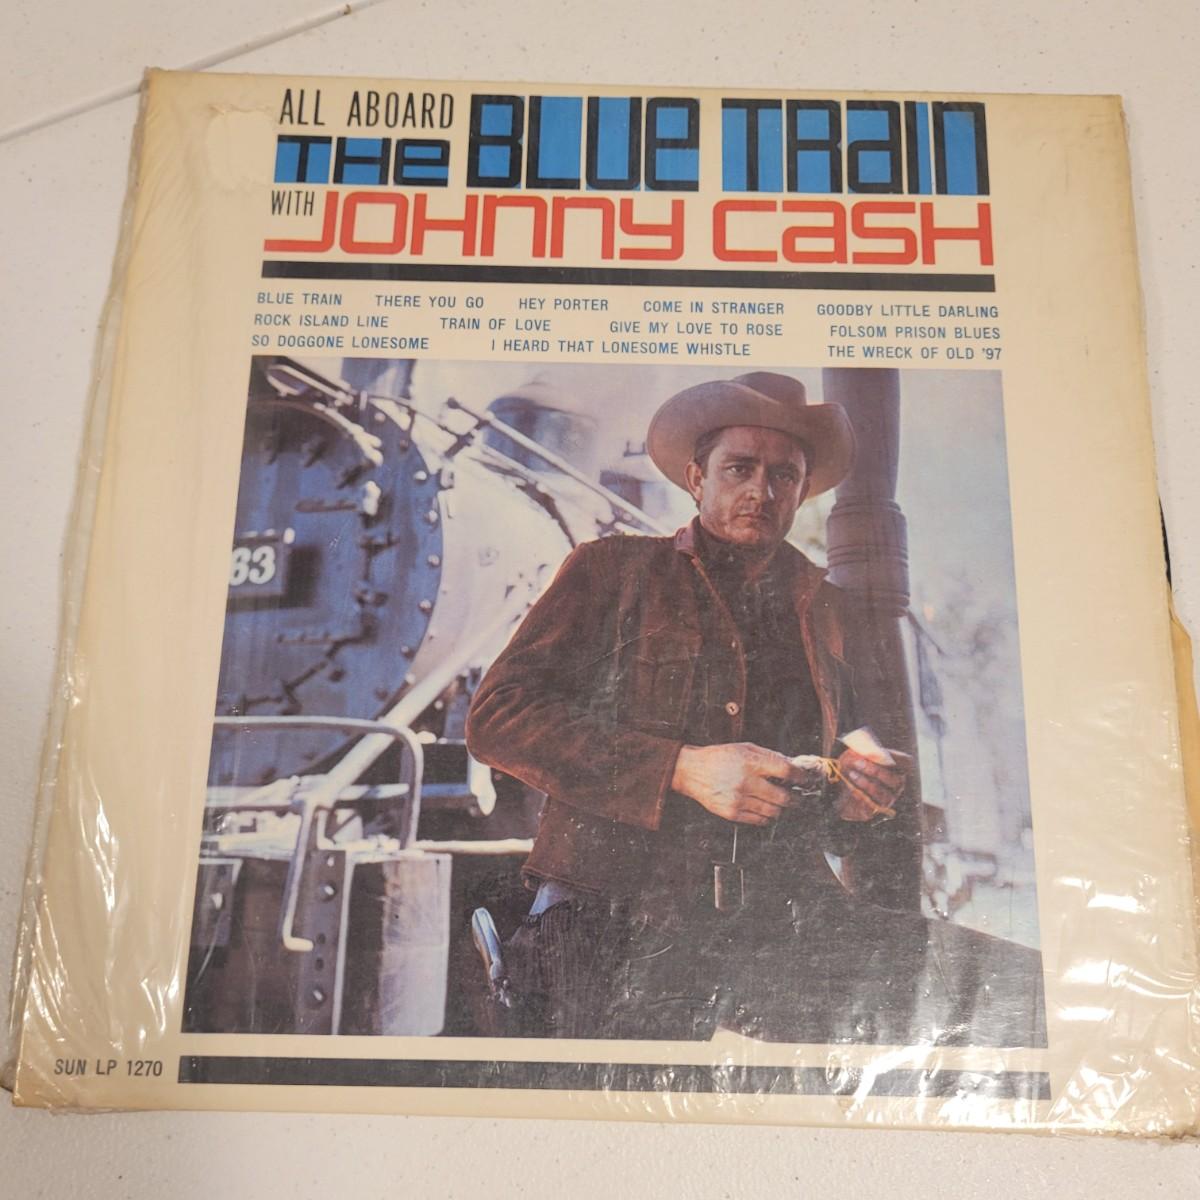 ALL ABOARD
THE BLUE TRAIN
WITH JOHNNY CASH
BLUE TRAIN THERE YOU GO HEY PORTER COME IN STRANGER GOODBY LITTLE DARLING
ROCK ISLAND LINE TRAIN OF LOVE GIVE MY LOVE TO ROSE FOLSOM PRISON BLUES
SO DOGGONE LONESOME I HEARD THAT LONESOME WHISTLE THE WRECK OF OLD '97
63
SUN LP 1270